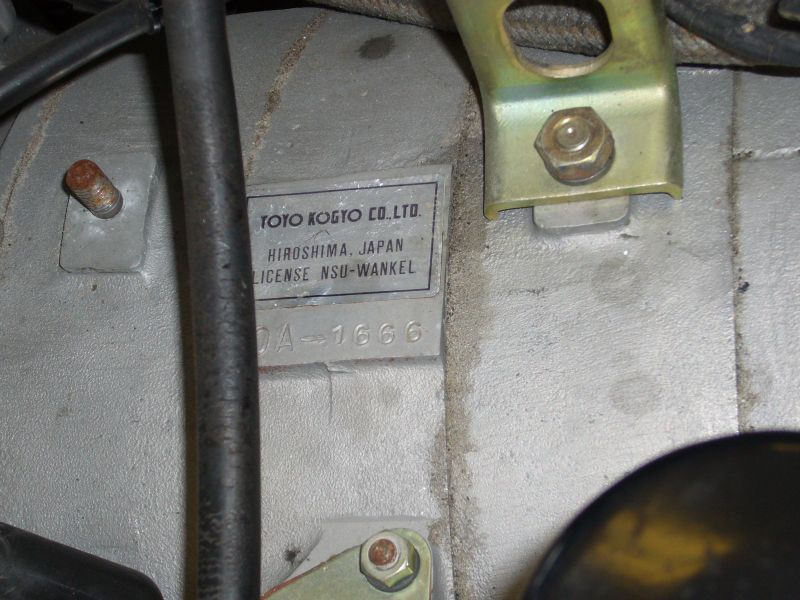 TOYO KOGYO CO.,LTD.
HIROSHIMA, JAPAN
LICENSE NSU-WANKEL
0A-1666